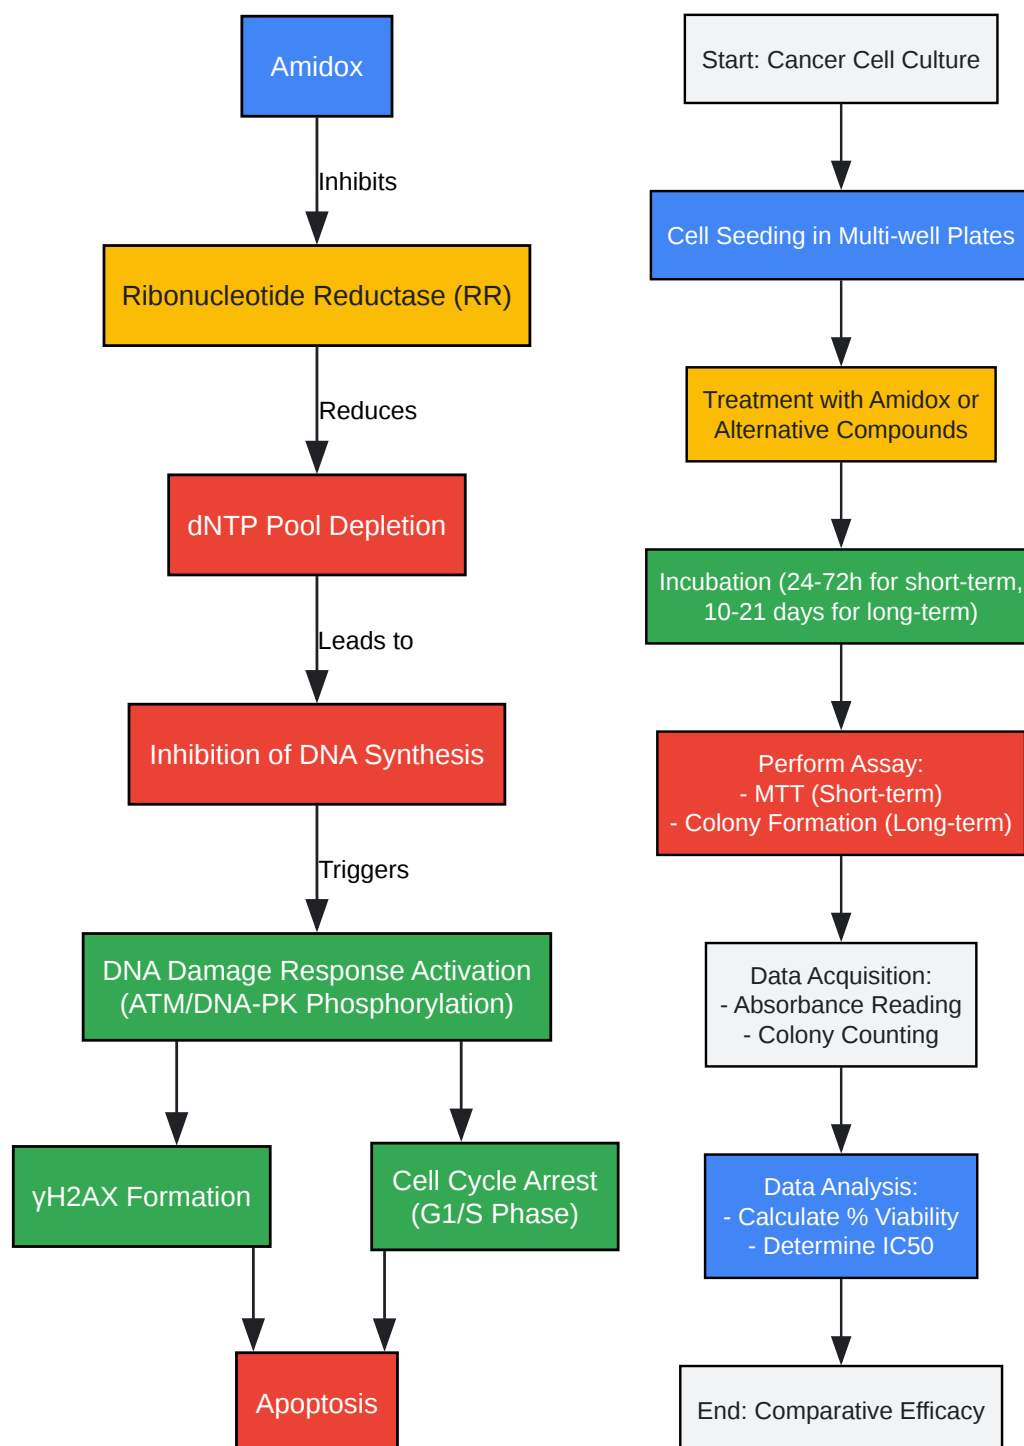 Amidox
Inhibits
Ribonucleotide Reductase (RR)
Reduces
dNTP Pool Depletion
Leads to
Inhibition of DNA Synthesis
Triggers
DNA Damage Response Activation
(ATM/DNA-PK Phosphorylation)
γH2AX Formation
Cell Cycle Arrest
(G1/S Phase)
Apoptosis
Start: Cancer Cell Culture
Cell Seeding in Multi-well Plates
Treatment with Amidox or
Alternative Compounds
Incubation (24-72h for short-term,
10-21 days for long-term)
Perform Assay:
- MTT (Short-term)
- Colony Formation (Long-term)
Data Acquisition:
- Absorbance Reading
- Colony Counting
Data Analysis:
- Calculate % Viability
- Determine IC50
End: Comparative Efficacy